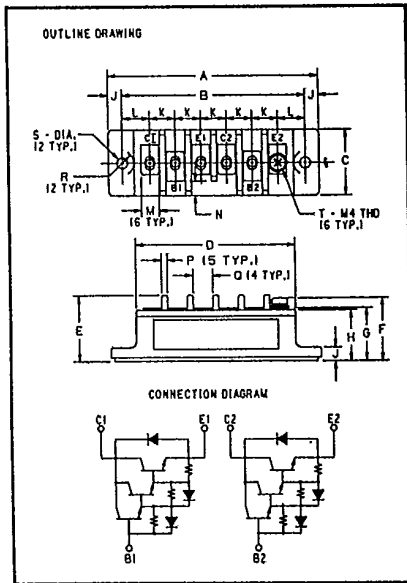 OUTLINE DRAWING
A
J B J
L K K K K K L
S - DIA.
(2 TYP.)
C1 E1 C2 E2
C
R
(2 TYP.)
B1 B2
M
(6 TYP.)
N
T - M4 THD
(6 TYP.)
D
P (5 TYP.)
Q (4 TYP.)
E
J H G F
CONNECTION DIAGRAM
C1 E1 C2 E2
B1 B2